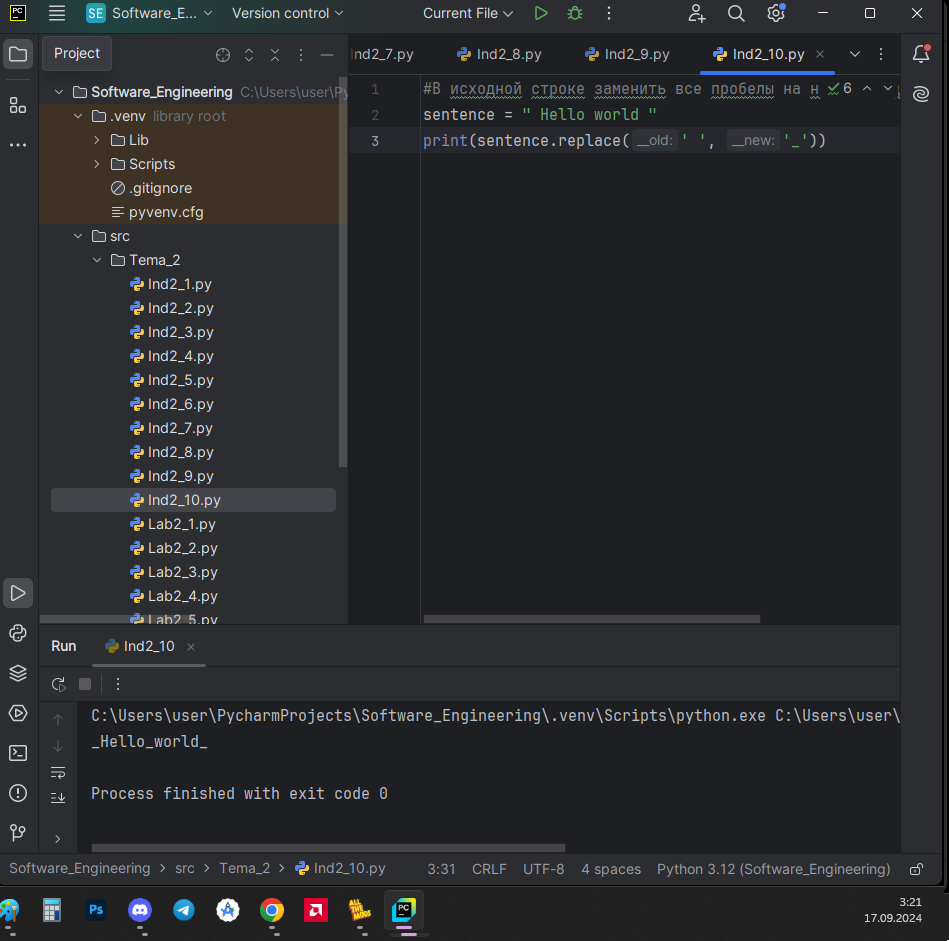 PC
SE Software_E... Version control Current File
Project
Ind2_7.py Ind2_8.py Ind2_9.py Ind2_10.py
Software_Engineering C:\Users\user\Py
.venv library root
Lib
Scripts
.gitignore
pyvenv.cfg
src
Tema_2
Ind2_1.py
Ind2_2.py
Ind2_3.py
Ind2_4.py
Ind2_5.py
Ind2_6.py
Ind2_7.py
Ind2_8.py
Ind2_9.py
Ind2_10.py
Lab2_1.py
Lab2_2.py
Lab2_3.py
Lab2_4.py
Lab2_5.py
1 #В исходной строке заменить все пробелы на н 6
2 sentence = " Hello world "
3 print(sentence.replace( __old: ' ', __new: '_'))
Run Ind2_10
C:\Users\user\PycharmProjects\Software_Engineering\.venv\Scripts\python.exe C:\Users\user\
_Hello_world_
Process finished with exit code 0
Software_Engineering > src > Tema_2 > Ind2_10.py 3:31 CRLF UTF-8 4 spaces Python 3.12 (Software_Engineering)
Ps ALL THE MODS PC
3:21
17.09.2024